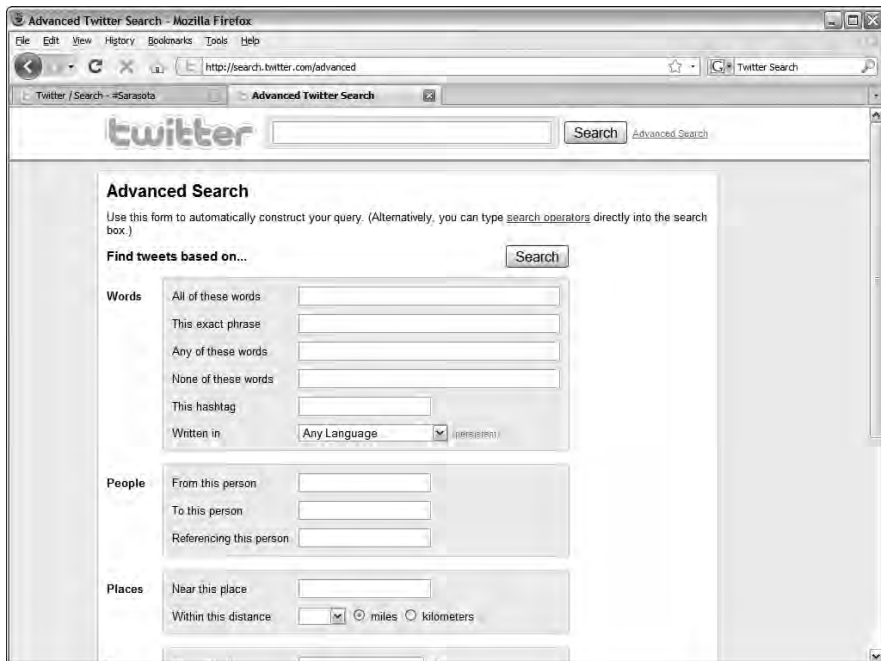 Advanced Twitter Search - Mozilla Firefox
File Edit View History Bookmarks Tools Help
http://search.twitter.com/advanced
G Twitter Search
Twitter / Search - #Sarasota
Advanced Twitter Search
twitter
Search Advanced Search
Advanced Search
Use this form to automatically construct your query. (Alternatively, you can type search operators directly into the search
box.)
Find tweets based on...
Search
Words
All of these words
This exact phrase
Any of these words
None of these words
This hashtag
Written in Any Language (persistent)
People
From this person
To this person
Referencing this person
Places
Near this place
Within this distance miles kilometers